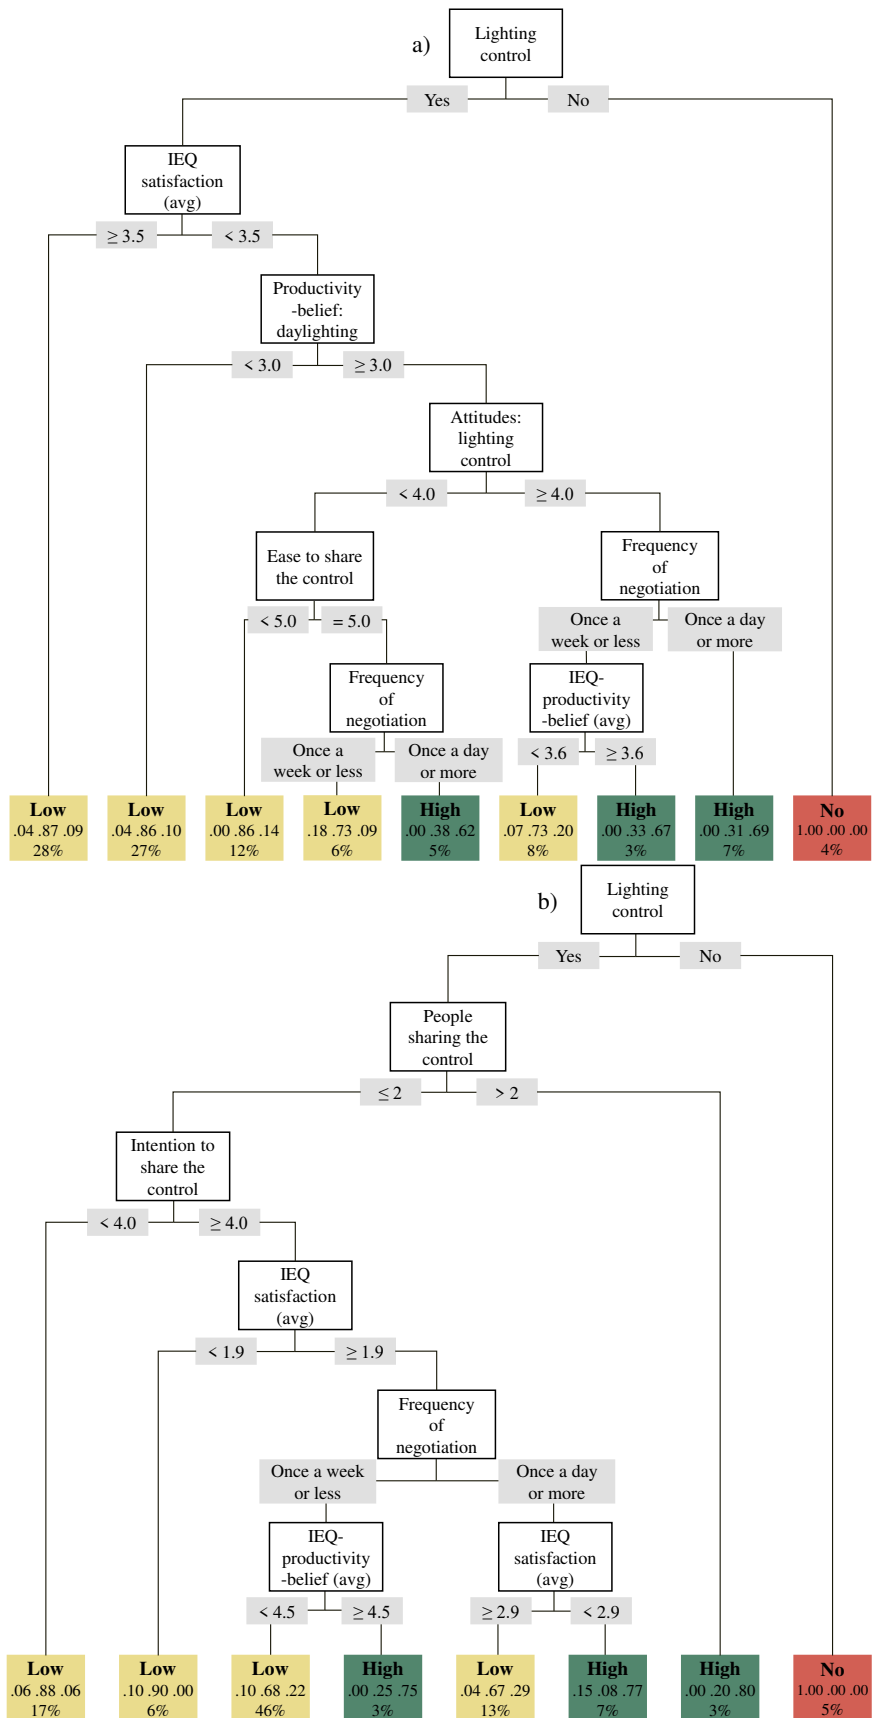 a)
Lighting
control
Yes
No
IEQ
satisfaction
(avg)
≥ 3.5
< 3.5
Productivity
-belief:
daylighting
< 3.0
≥ 3.0
Attitudes:
lighting
control
< 4.0
≥ 4.0
Ease to share
the control
Frequency
of
negotiation
< 5.0
= 5.0
Once a
week or less
Once a day
or more
Frequency
of
negotiation
IEQ-
productivity
-belief (avg)
Once a
week or less
Once a day
or more
< 3.6
≥ 3.6
Low
.04 .87 .09
28%
Low
.04 .86 .10
27%
Low
.00 .86 .14
12%
Low
.18 .73 .09
6%
High
.00 .38 .62
5%
Low
.07 .73 .20
8%
High
.00 .33 .67
3%
High
.00 .31 .69
7%
No
1.00 .00 .00
4%
b)
Lighting
control
Yes
No
People
sharing the
control
≤ 2
> 2
Intention to
share the
control
< 4.0
≥ 4.0
IEQ
satisfaction
(avg)
< 1.9
≥ 1.9
Frequency
of
negotiation
Once a week
or less
Once a day
or more
IEQ-
productivity
-belief (avg)
IEQ
satisfaction
(avg)
< 4.5
≥ 4.5
≥ 2.9
< 2.9
Low
.06 .88 .06
17%
Low
.10 .90 .00
6%
Low
.10 .68 .22
46%
High
.00 .25 .75
3%
Low
.04 .67 .29
13%
High
.15 .08 .77
7%
High
.00 .20 .80
3%
No
1.00 .00 .00
5%